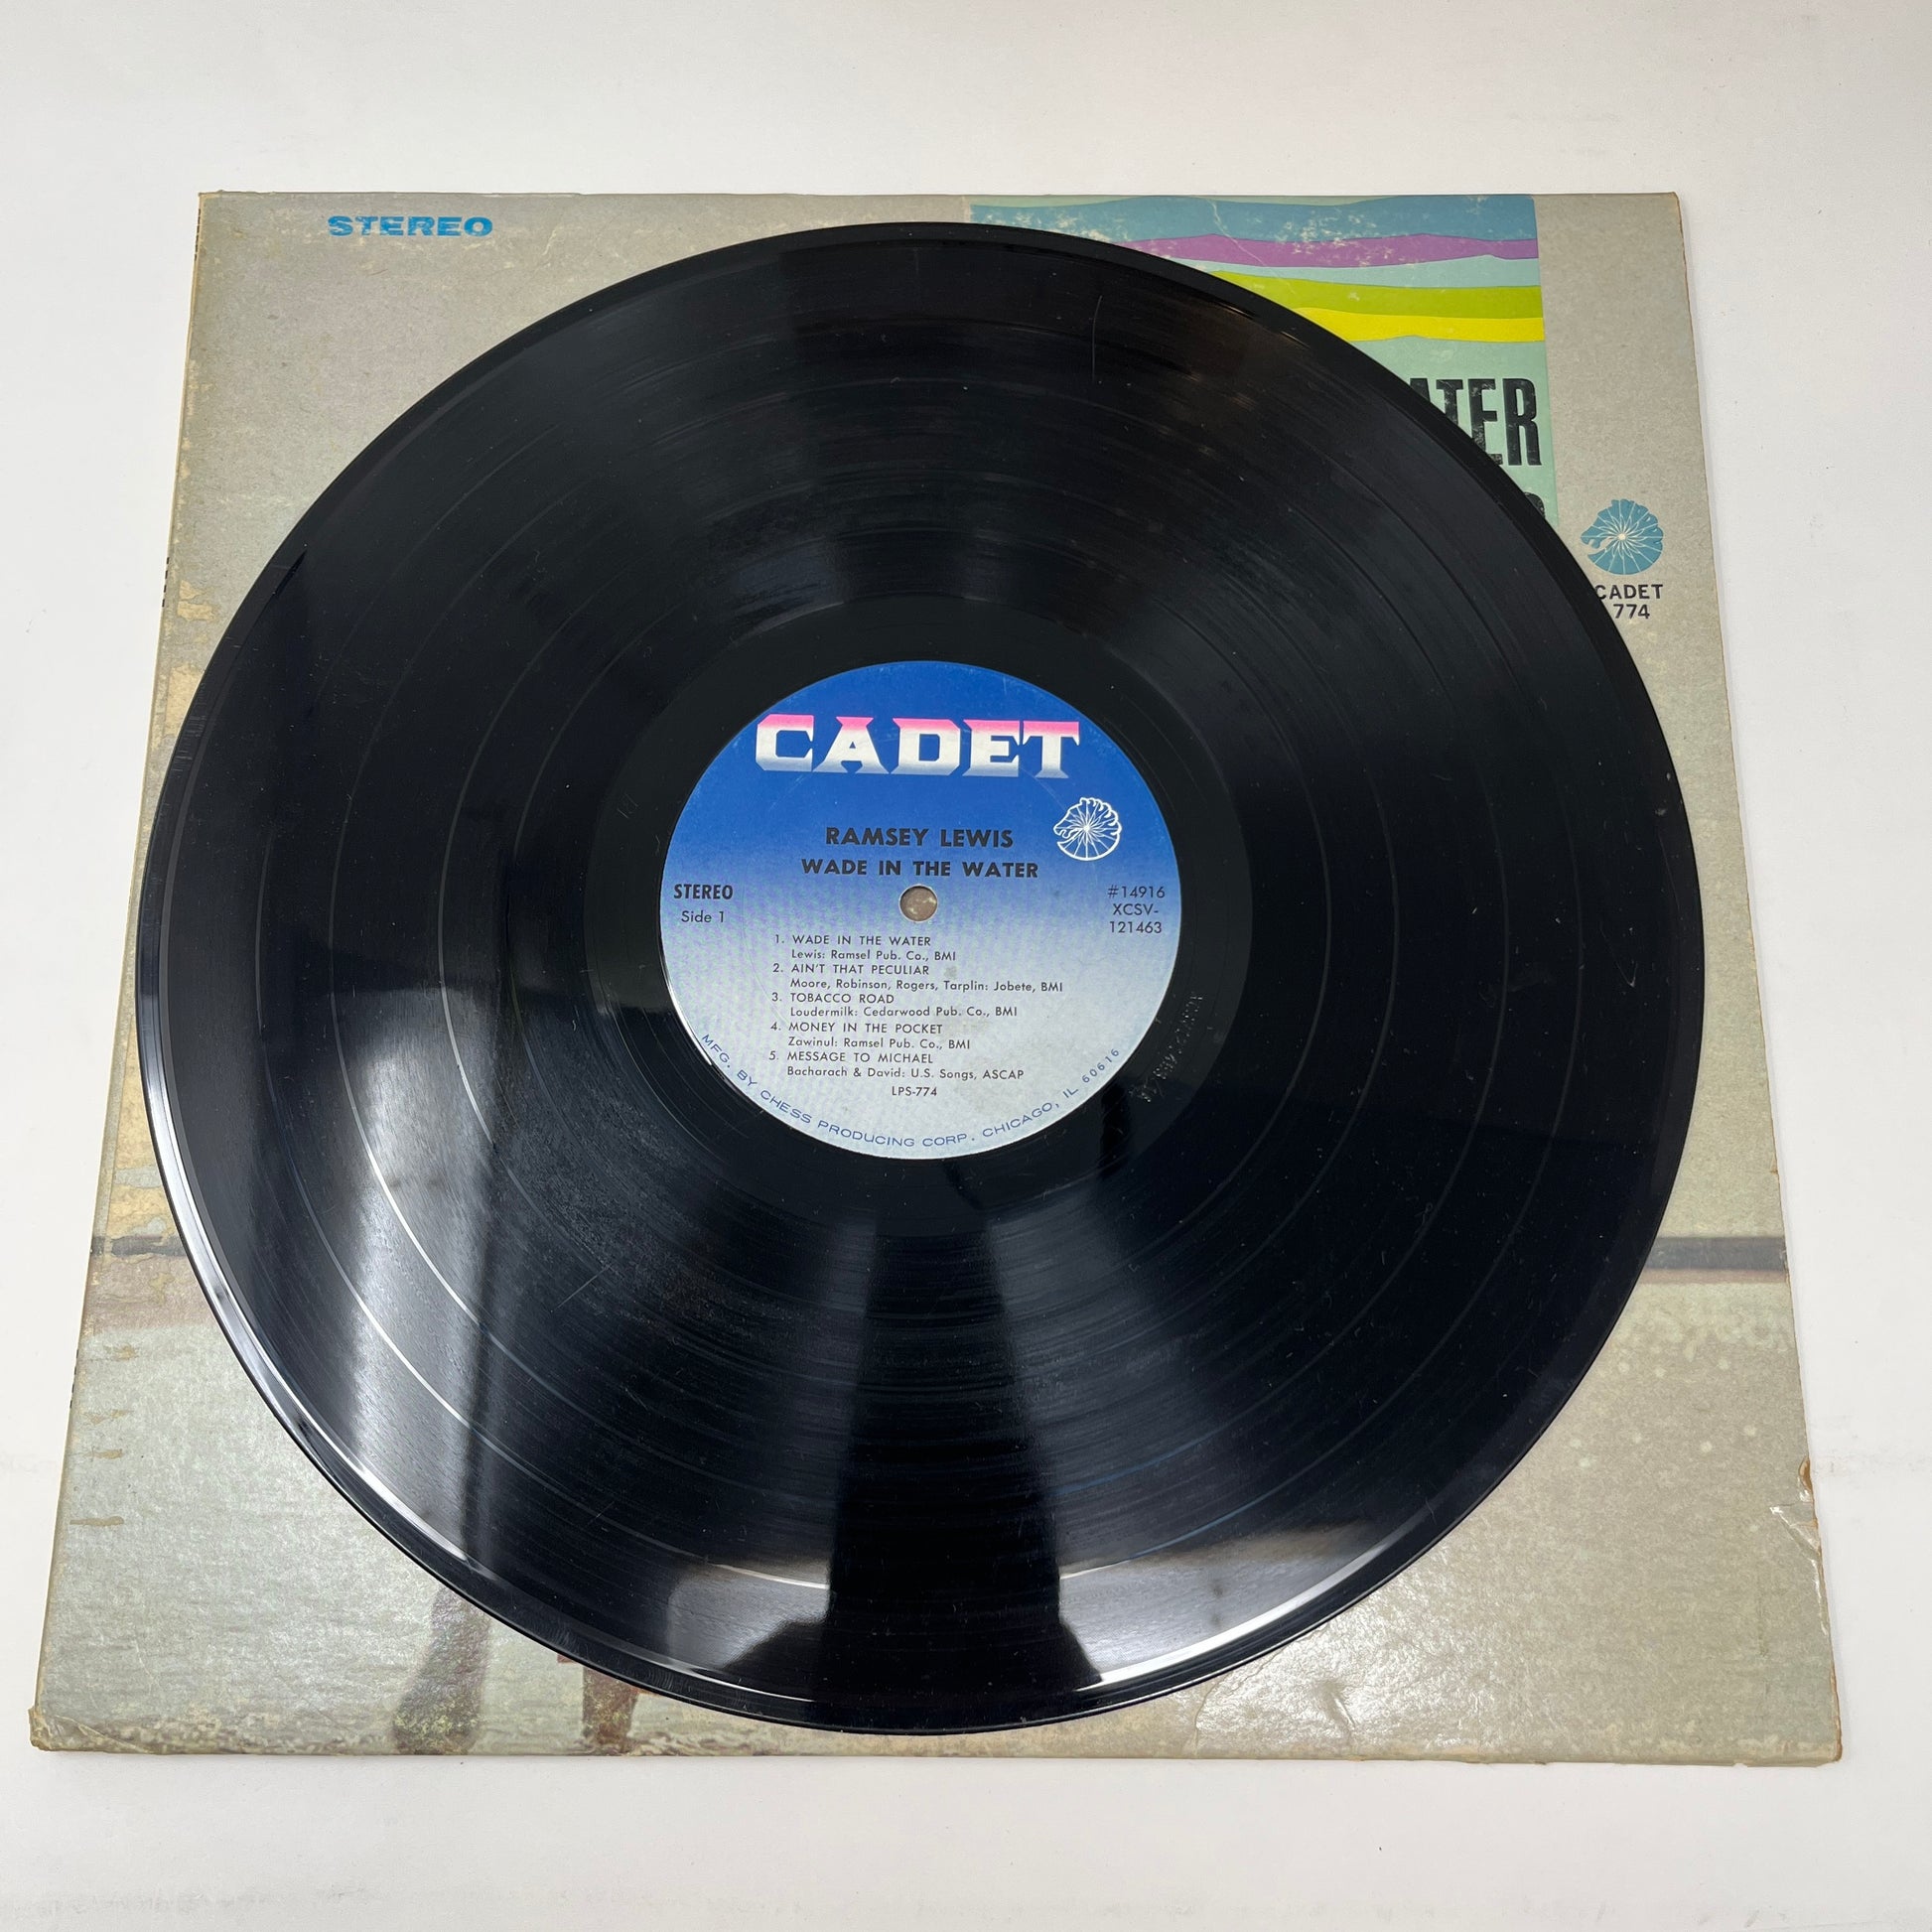 STEREO
ATER
CADET
774
CADET
RAMSEY LEWIS
WADE IN THE WATER
STEREO
Side 1
#14916
XCSV-
121463
1. WADE IN THE WATER
Lewis: Ramsel Pub. Co., BMI
2. AIN'T THAT PECULIAR
Moore, Robinson, Rogers, Tarplin: Jobete, BMI
3. TOBACCO ROAD
Loudermilk: Cedarwood Pub. Co., BMI
4. MONEY IN THE POCKET
Zawinul: Ramsel Pub. Co., BMI
5. MESSAGE TO MICHAEL
Bacharach & David: U.S. Songs, ASCAP
LPS-774
MFG. BY CHESS PRODUCING CORP. CHICAGO, IL 60616